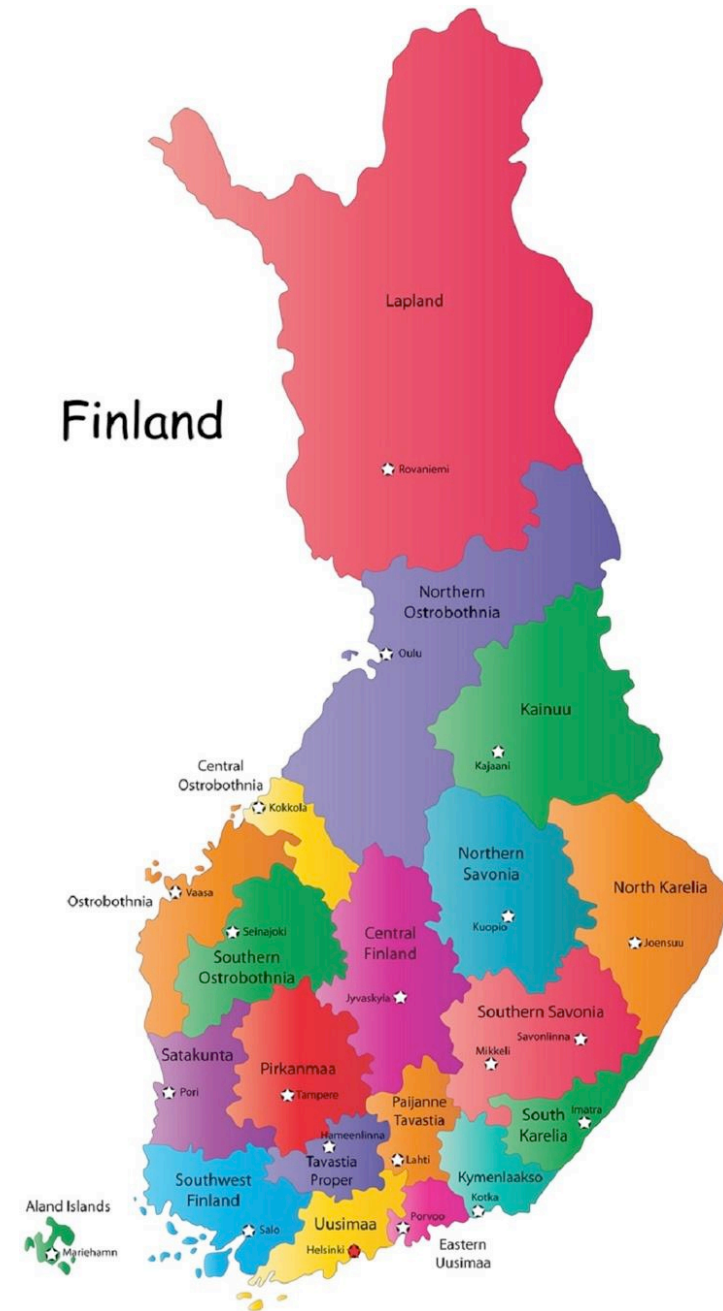 Lapland
Finland
Rovaniemi
Northern
Ostrobothnia
Oulu
Kainuu
Kajaani
Central
Ostrobothnia
Kokkola
Northern
Savonia
Kuopio
North Karelia
Joensuu
Ostrobothnia
Vaasa
Seinajoki
Southern
Ostrobothnia
Central
Finland
Jyvaskyla
Southern Savonia
Savonlinna
Mikkeli
Satakunta
Pori
Pirkanmaa
Tampere
Paijanne
Tavastia
Lahti
South
Karelia
Imatra
Hameenlinna
Tavastia
Proper
Kymenlaakso
Kotka
Southwest
Finland
Salo
Uusimaa
Helsinki
Porvoo
Eastern
Uusimaa
Aland Islands
Mariehamn